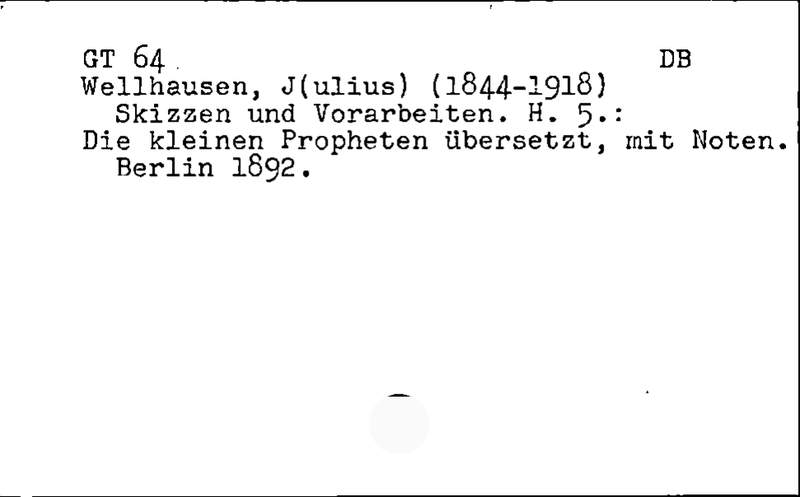 GT 64 DB
Wellhausen, J(ulius) (1844-1918)
Skizzen und Vorarbeiten. H. 5.:
Die kleinen Propheten übersetzt, mit Noten.
Berlin 1892.